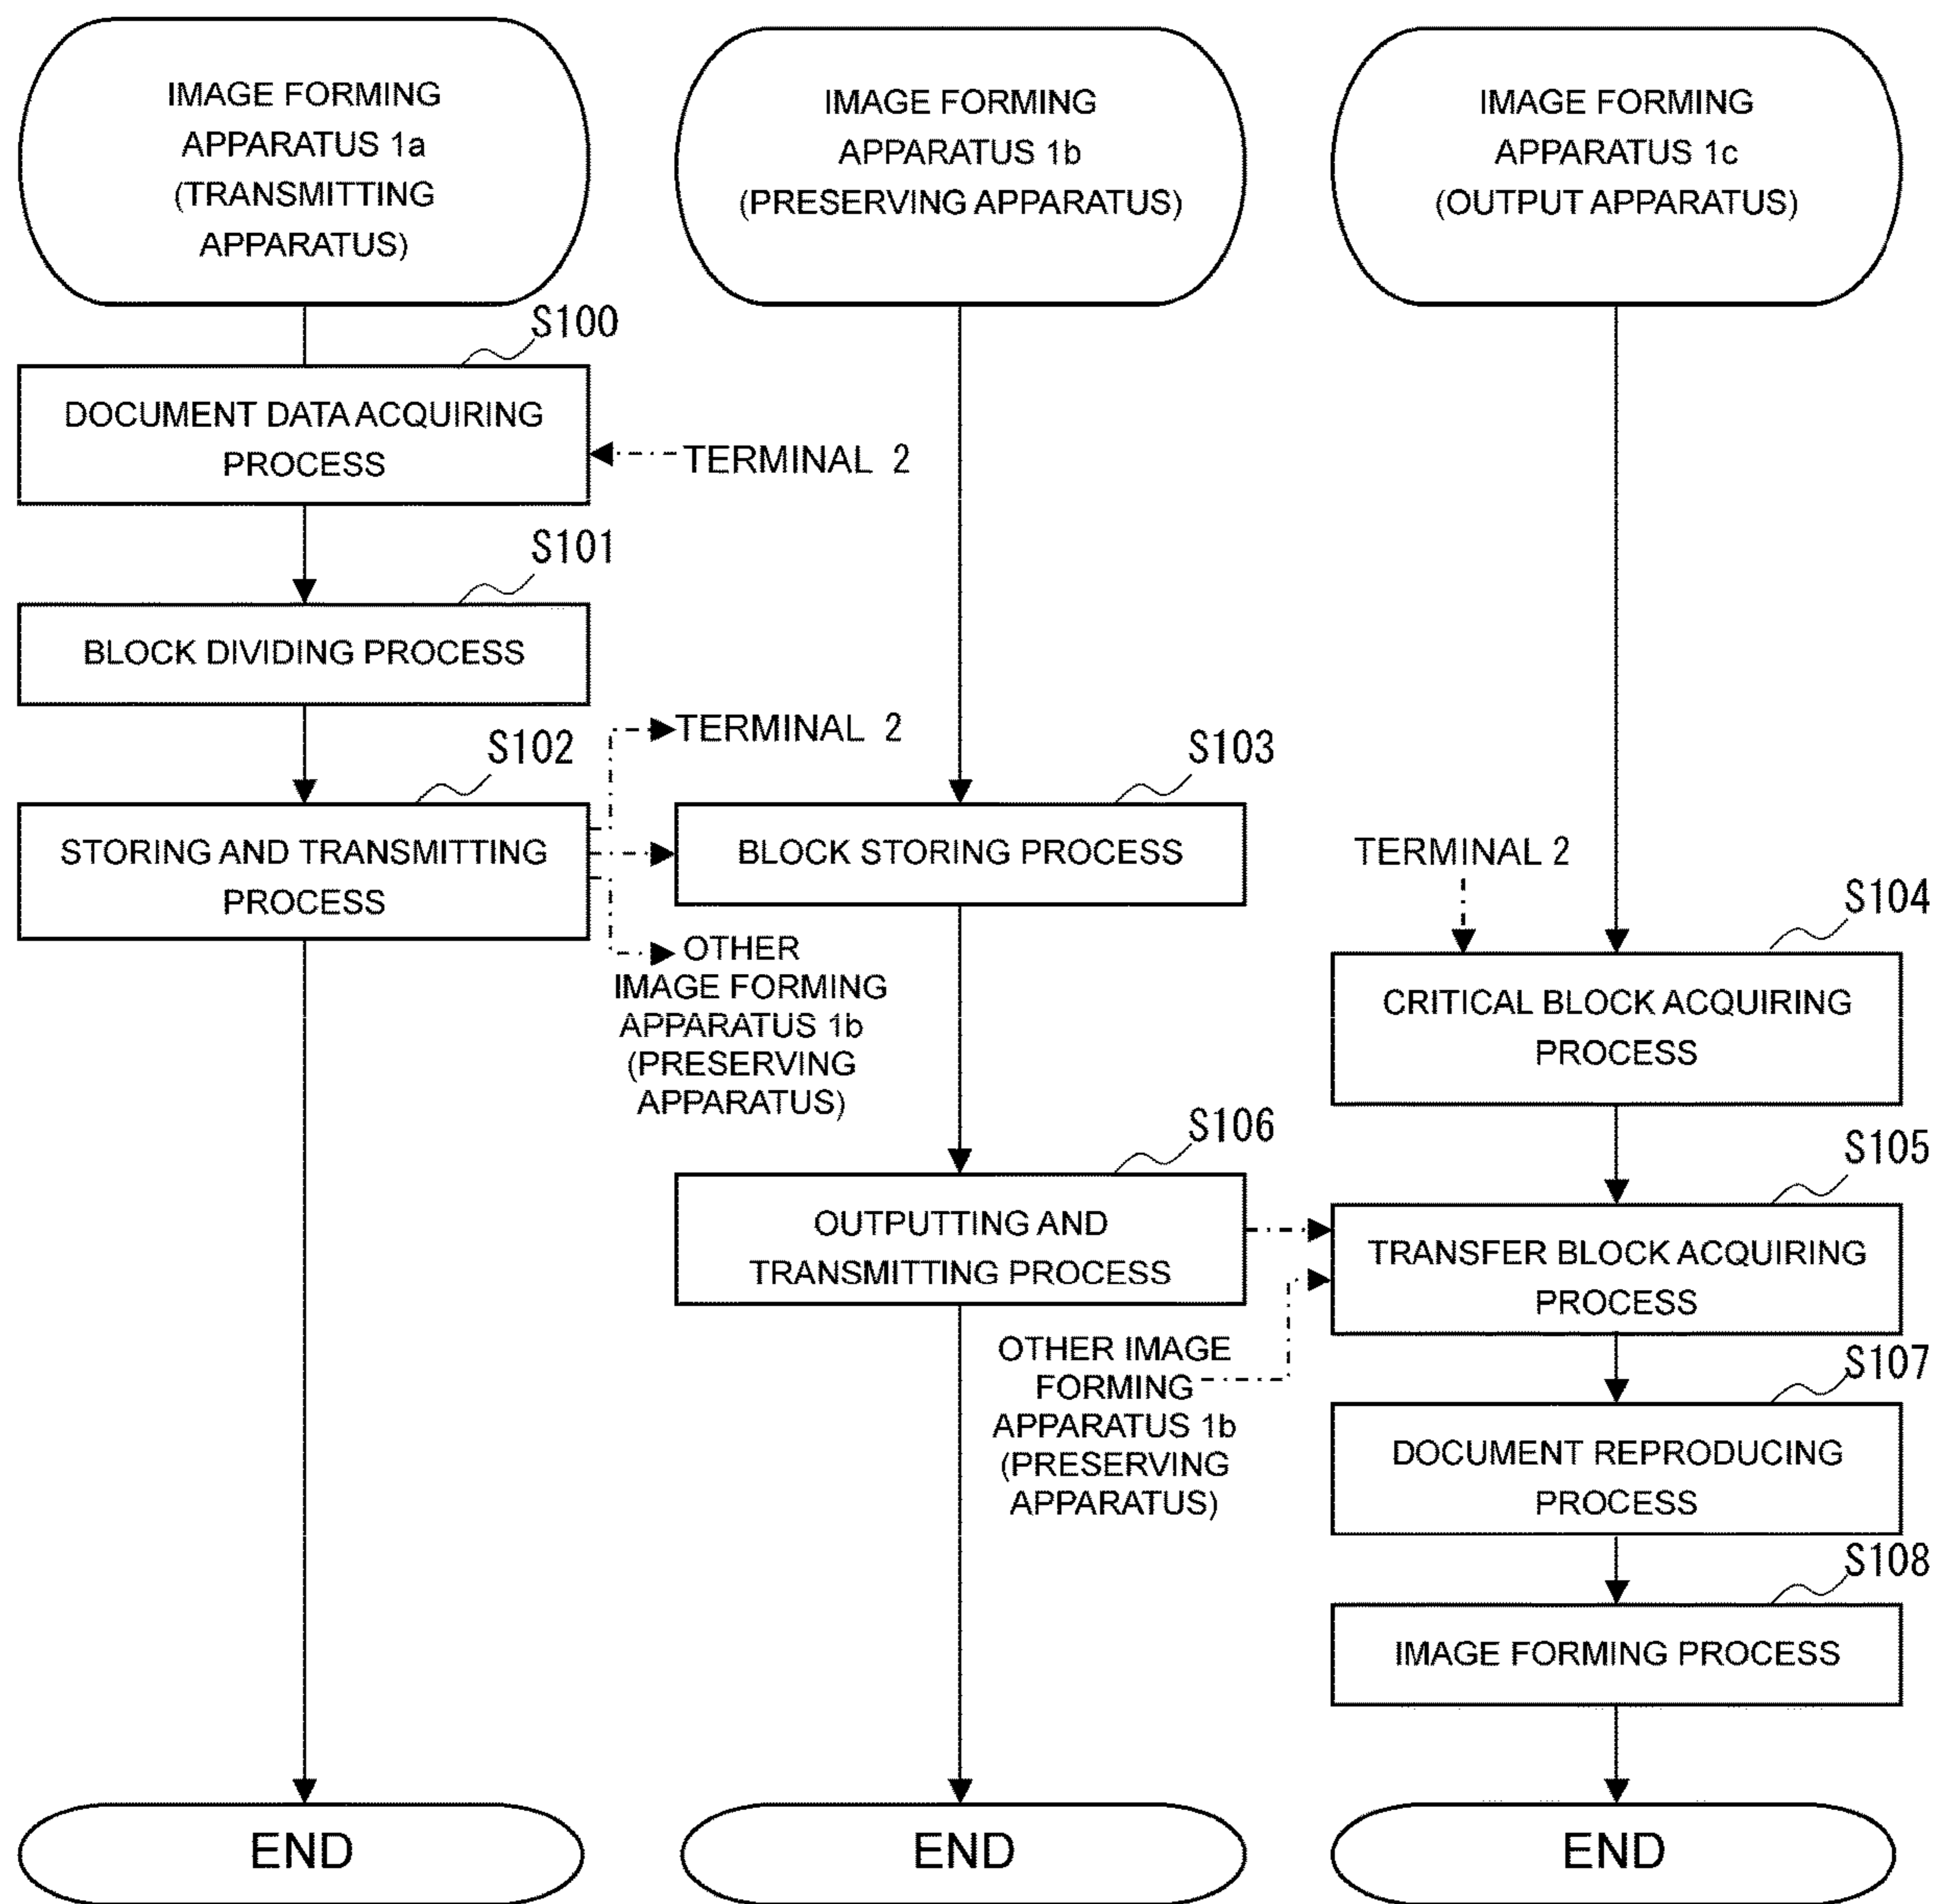 IMAGE FORMING
APPARATUS 1a
(TRANSMITTING
APPARATUS)
IMAGE FORMING
APPARATUS 1b
(PRESERVING APPARATUS)
IMAGE FORMING
APPARATUS 1c
(OUTPUT APPARATUS)
S100
DOCUMENT DATA ACQUIRING
PROCESS
TERMINAL 2
S101
BLOCK DIVIDING PROCESS
S102
STORING AND TRANSMITTING
PROCESS
TERMINAL 2
OTHER
IMAGE FORMING
APPARATUS 1b
(PRESERVING
APPARATUS)
S103
BLOCK STORING PROCESS
TERMINAL 2
S104
CRITICAL BLOCK ACQUIRING
PROCESS
S106
OUTPUTTING AND
TRANSMITTING PROCESS
S105
TRANSFER BLOCK ACQUIRING
PROCESS
OTHER IMAGE
FORMING
APPARATUS 1b
(PRESERVING
APPARATUS)
S107
DOCUMENT REPRODUCING
PROCESS
S108
IMAGE FORMING PROCESS
END
END
END